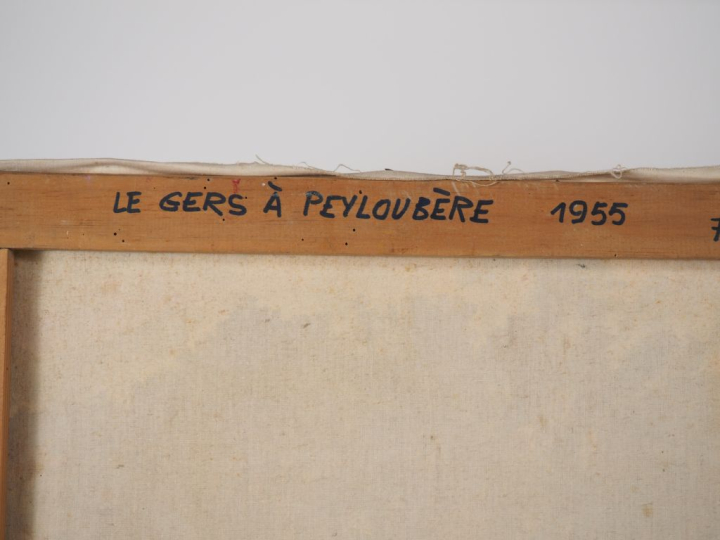 LE GERS À PEYLOUBÈRE 1955